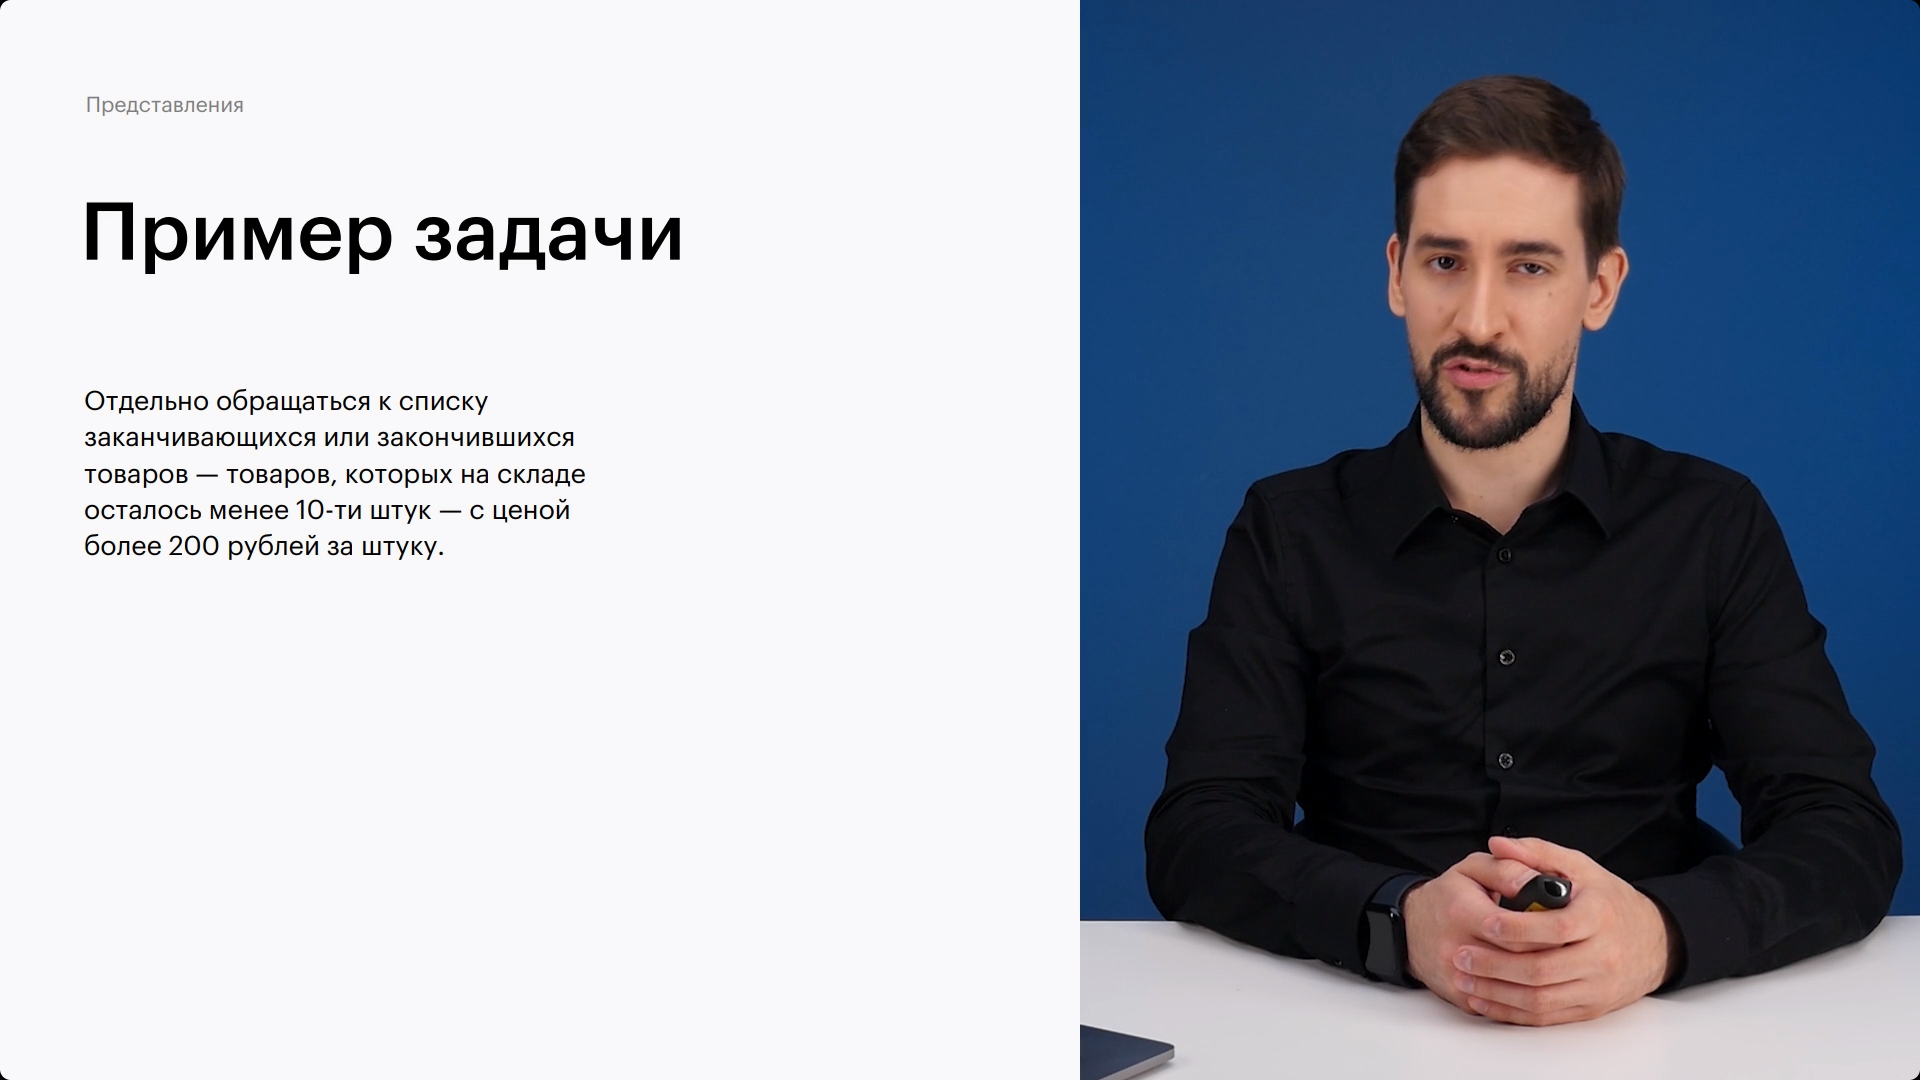 Представления
Пример задачи
Отдельно обращаться к списку
заканчивающихся или закончившихся
товаров — товаров, которых на складе
осталось менее 10-ти штук — с ценой
более 200 рублей за штуку.